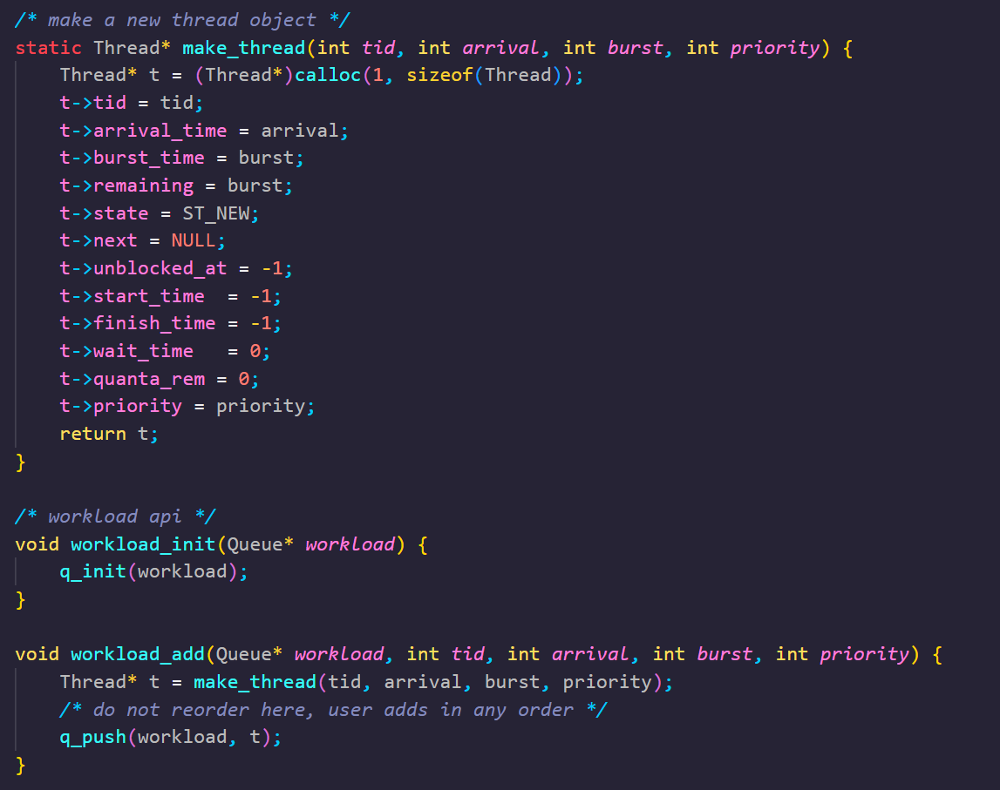 /* make a new thread object */
static Thread* make_thread(int tid, int arrival, int burst, int priority) {
    Thread* t = (Thread*)calloc(1, sizeof(Thread));
    t->tid = tid;
    t->arrival_time = arrival;
    t->burst_time = burst;
    t->remaining = burst;
    t->state = ST_NEW;
    t->next = NULL;
    t->unblocked_at = -1;
    t->start_time  = -1;
    t->finish_time = -1;
    t->wait_time   = 0;
    t->quanta_rem = 0;
    t->priority = priority;
    return t;
}

/* workload api */
void workload_init(Queue* workload) {
    q_init(workload);
}

void workload_add(Queue* workload, int tid, int arrival, int burst, int priority) {
    Thread* t = make_thread(tid, arrival, burst, priority);
    /* do not reorder here, user adds in any order */
    q_push(workload, t);
}